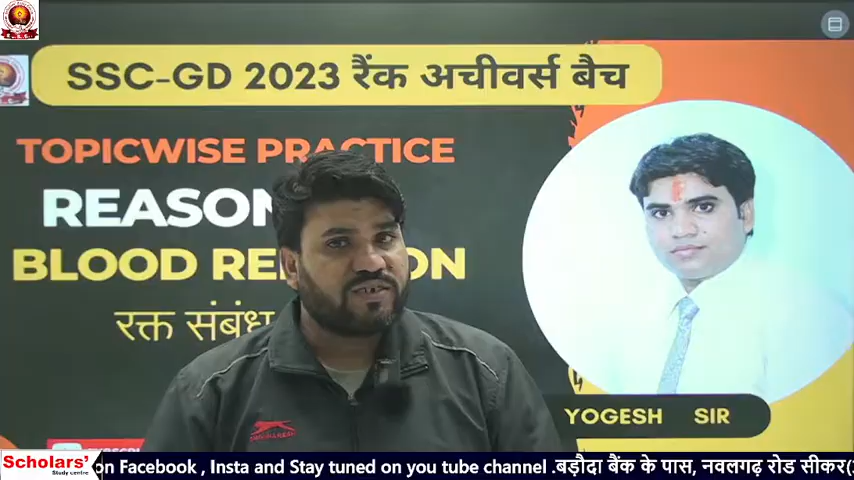 SSC-GD 2023 रैंक अचीवर्स बैच
TOPICWISE PRACTICE
REASON
BLOOD RE ON
रक्त संबंध
YOGESH SIR
Scholars'
Study centre
on Facebook , Insta and Stay tuned on you tube channel .बड़ौदा बैंक के पास, नवलगढ़ रोड सीकर(